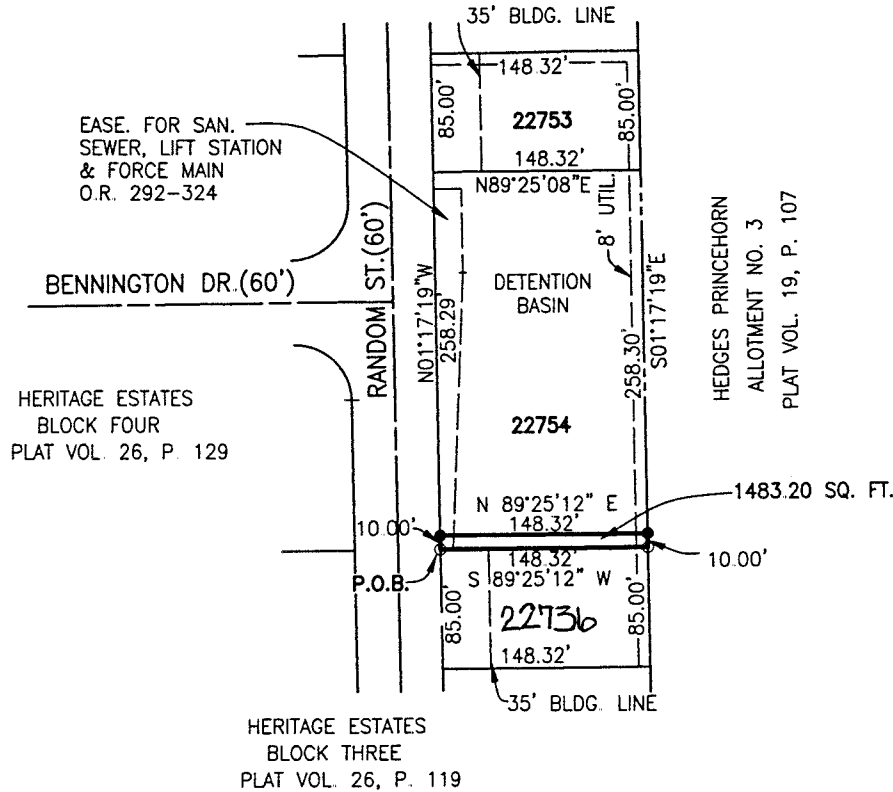 35' BLDG. LINE
148.32'
85.00'
22753
85.00'
148.32'
N89°25'08"E
EASE. FOR SAN.
SEWER, LIFT STATION
& FORCE MAIN
O.R. 292-324
8' UTIL.
BENNINGTON DR.(60')
RANDOM ST.(60')
N01°17'19"W
258.29'
DETENTION
BASIN
258.30'
S01°17'19"E
HEDGES PRINCEHORN
ALLOTMENT NO. 3
PLAT VOL. 19, P. 107
HERITAGE ESTATES
BLOCK FOUR
PLAT VOL. 26, P. 129
22754
1483.20 SQ. FT.
N 89°25'12" E
148.32'
10.00'
10.00'
148.32'
P.O.B.
S 89°25'12" W
85.00'
22736
85.00'
148.32'
35' BLDG. LINE
HERITAGE ESTATES
BLOCK THREE
PLAT VOL. 26, P. 119